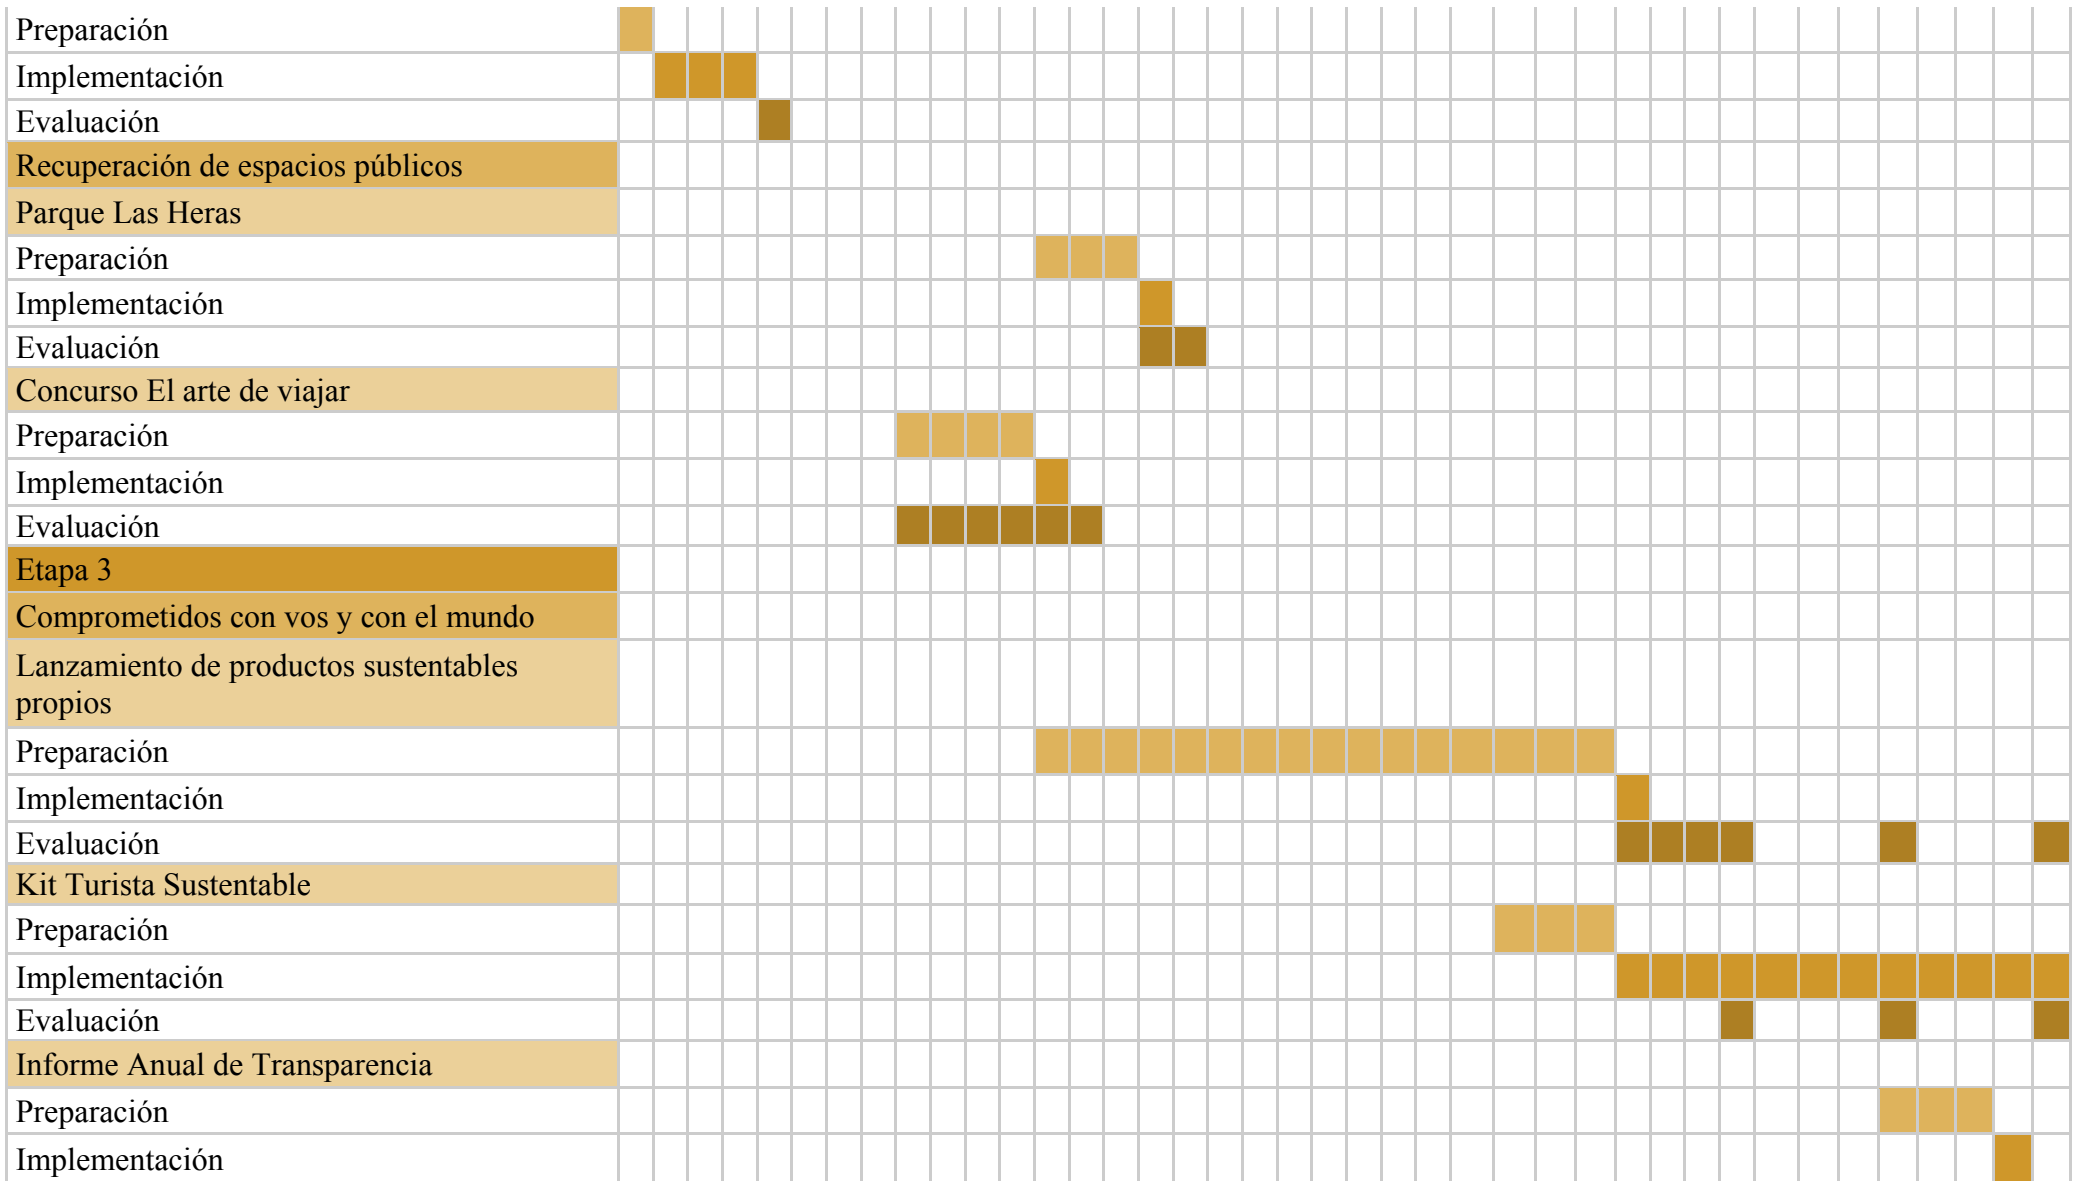 Preparación
Implementación
Evaluación
Recuperación de espacios públicos
Parque Las Heras
Preparación
Implementación
Evaluación
Concurso El arte de viajar
Preparación
Implementación
Evaluación
Etapa 3
Comprometidos con vos y con el mundo
Lanzamiento de productos sustentables
propios
Preparación
Implementación
Evaluación
Kit Turista Sustentable
Preparación
Implementación
Evaluación
Informe Anual de Transparencia
Preparación
Implementación